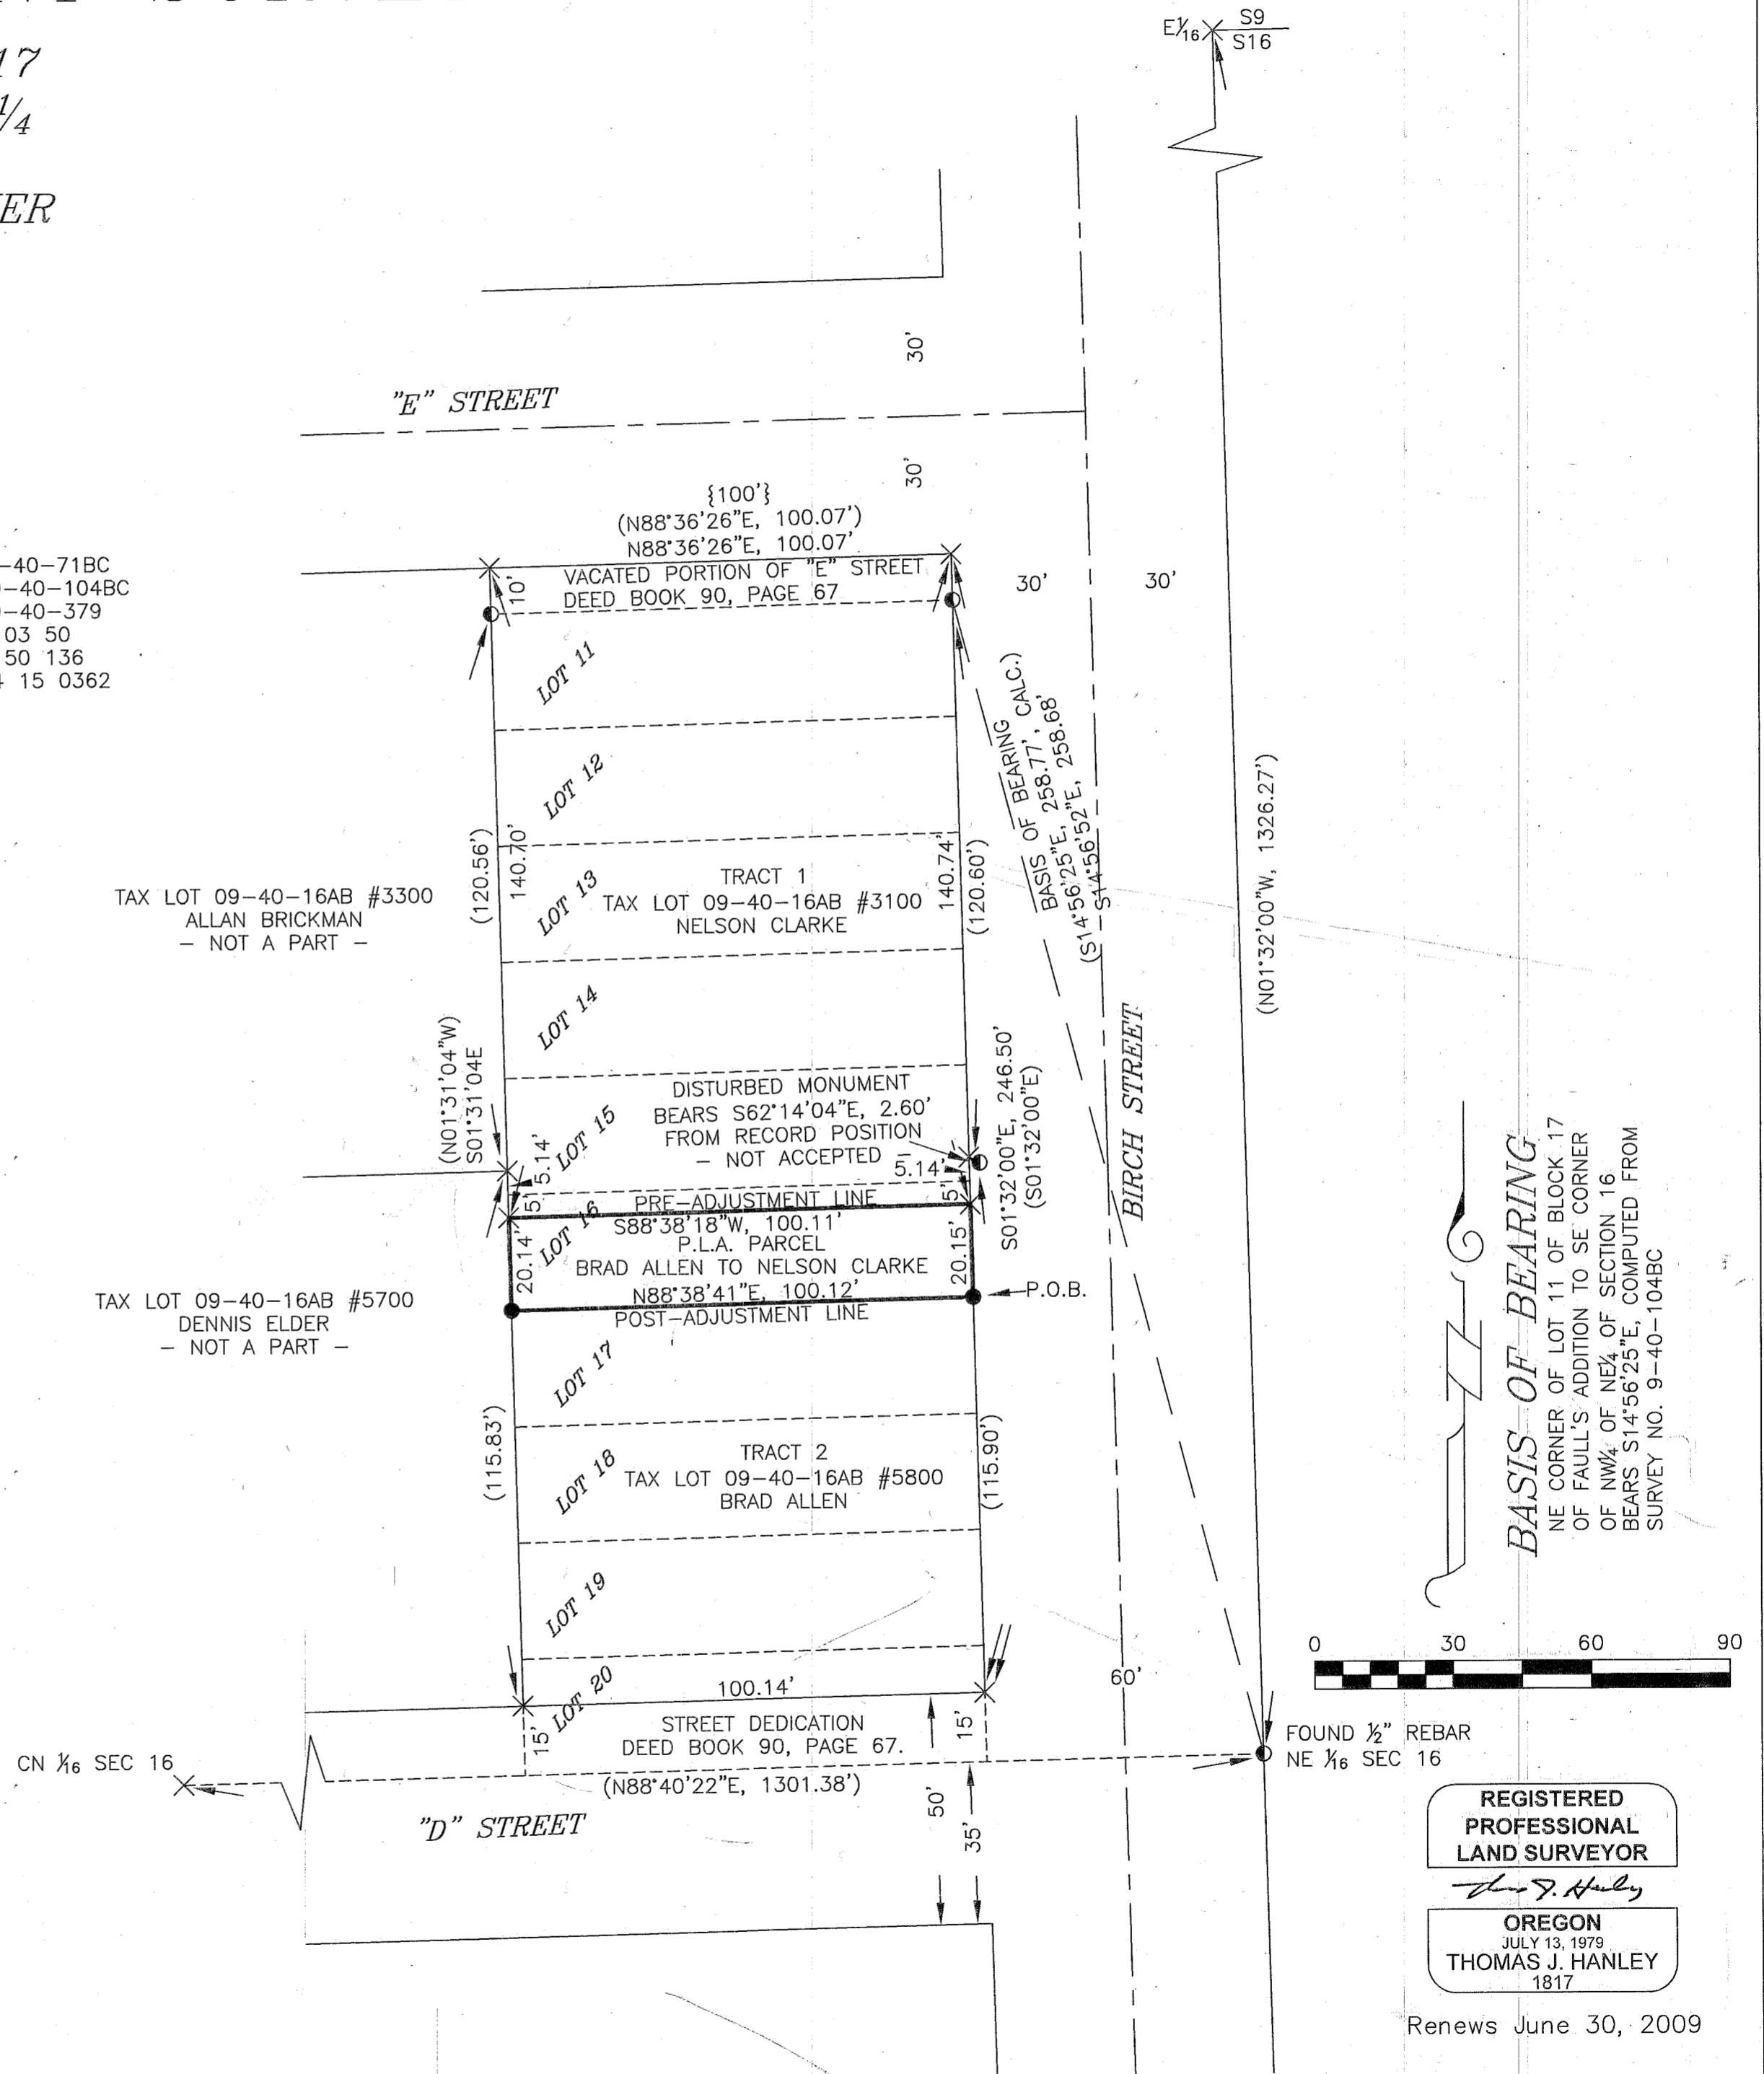 17
1/4
ER
E1/16
S9
S16
30'
"E" STREET
30'
{100'}
(N88°36'26"E, 100.07')
N88°36'26"E, 100.07'
VACATED PORTION OF "E" STREET
DEED BOOK 90, PAGE 67
10'
30'
30'
-40-71BC
-40-104BC
-40-379
03 50
50 136
15 0362
LOT 11
LOT 12
LOT 13
LOT 14
LOT 15
LOT 16
LOT 17
LOT 18
LOT 19
LOT 20
BASIS OF BEARING
(S14°56'25"E, 258.77', CALC.)
S14°56'52"E, 258.68'
(120.56')
140.70'
TRACT 1
TAX LOT 09-40-16AB #3100
NELSON CLARKE
140.74'
(120.60')
TAX LOT 09-40-16AB #3300
ALLAN BRICKMAN
- NOT A PART -
(N01°32'00"W, 1326.27')
(N01°31'04"W)
S01°31'04E
DISTURBED MONUMENT
BEARS S62°14'04"E, 2.60'
FROM RECORD POSITION
- NOT ACCEPTED -
5.14'
5.14'
5'
5'
S01°32'00"E, 246.50'
(S01°32'00"E)
BIRCH STREET
PRE-ADJUSTMENT LINE
S88°38'18"W, 100.11'
P.L.A. PARCEL
BRAD ALLEN TO NELSON CLARKE
N88°38'41"E, 100.12'
POST-ADJUSTMENT LINE
20.14'
20.15'
P.O.B.
TAX LOT 09-40-16AB #5700
DENNIS ELDER
- NOT A PART -
(115.83')
TRACT 2
TAX LOT 09-40-16AB #5800
BRAD ALLEN
(115.90')
N
BASIS OF BEARING
NE CORNER OF LOT 11 OF BLOCK 17
OF FAULL'S ADDITION TO SE CORNER
OF NW¼ OF NE¼ OF SECTION 16
BEARS S14°56'25"E, COMPUTED FROM
SURVEY NO. 9-40-104BC
0 30 60 90
100.14'
60'
STREET DEDICATION
DEED BOOK 90, PAGE 67.
15'
15'
CN 1/16 SEC 16
(N88°40'22"E, 1301.38')
FOUND ½" REBAR
NE 1/16 SEC 16
"D" STREET
50'
35'
REGISTERED
PROFESSIONAL
LAND SURVEYOR
Thomas J. Hanley
OREGON
JULY 13, 1979
THOMAS J. HANLEY
1817
Renews June 30, 2009